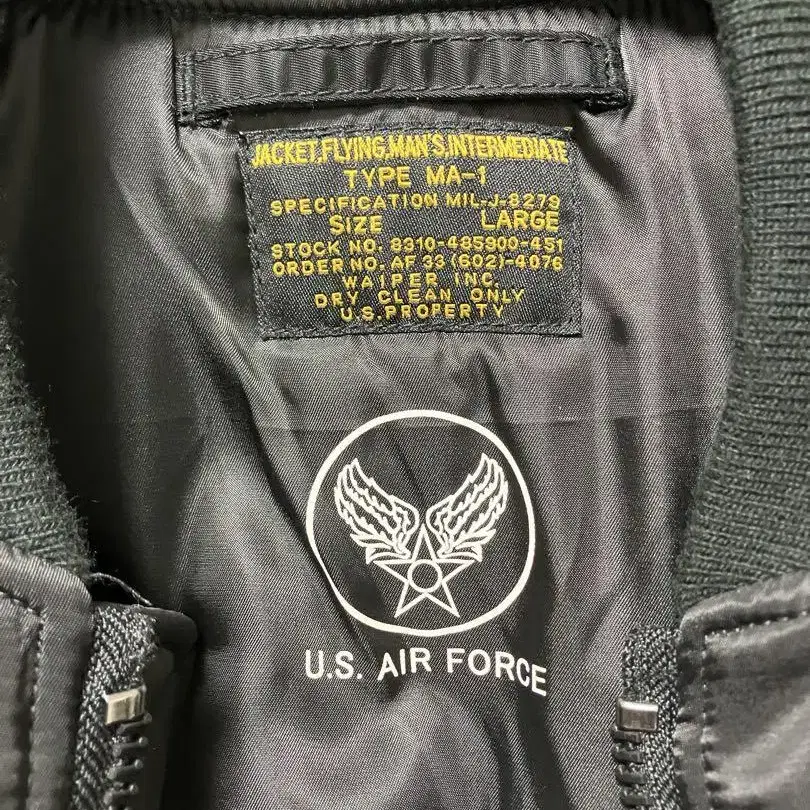 JACKET,FLYING,MAN'S,INTERMEDIATE
TYPE MA-1
SPECIFICATION MIL-J-8279
SIZE LARGE
STOCK NO. 8310-485900-451
ORDER NO. AF 33 (602)-4076
WAIPER INC.
DRY CLEAN ONLY
U.S.PROPERTY
U.S. AIR FORCE